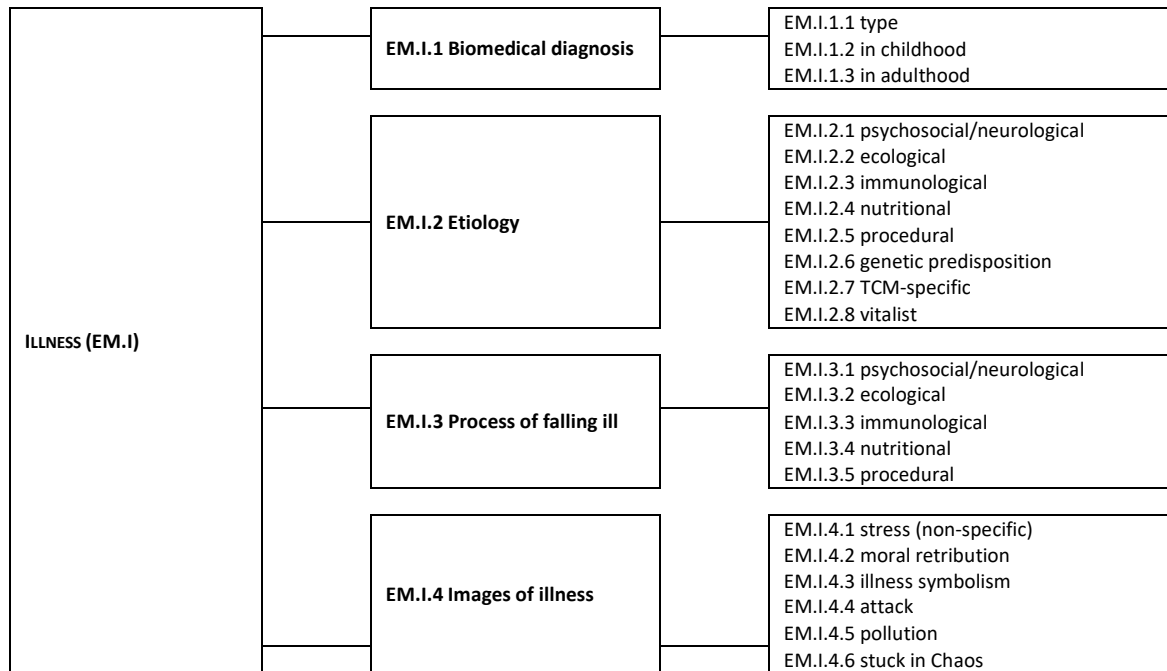 ILLNESS (EM.I)
EM.I.1 Biomedical diagnosis
EM.I.1.1 type
EM.I.1.2 in childhood
EM.I.1.3 in adulthood
EM.I.2 Etiology
EM.I.2.1 psychosocial/neurological
EM.I.2.2 ecological
EM.I.2.3 immunological
EM.I.2.4 nutritional
EM.I.2.5 procedural
EM.I.2.6 genetic predisposition
EM.I.2.7 TCM-specific
EM.I.2.8 vitalist
EM.I.3 Process of falling ill
EM.I.3.1 psychosocial/neurological
EM.I.3.2 ecological
EM.I.3.3 immunological
EM.I.3.4 nutritional
EM.I.3.5 procedural
EM.I.4 Images of illness
EM.I.4.1 stress (non-specific)
EM.I.4.2 moral retribution
EM.I.4.3 illness symbolism
EM.I.4.4 attack
EM.I.4.5 pollution
EM.I.4.6 stuck in Chaos